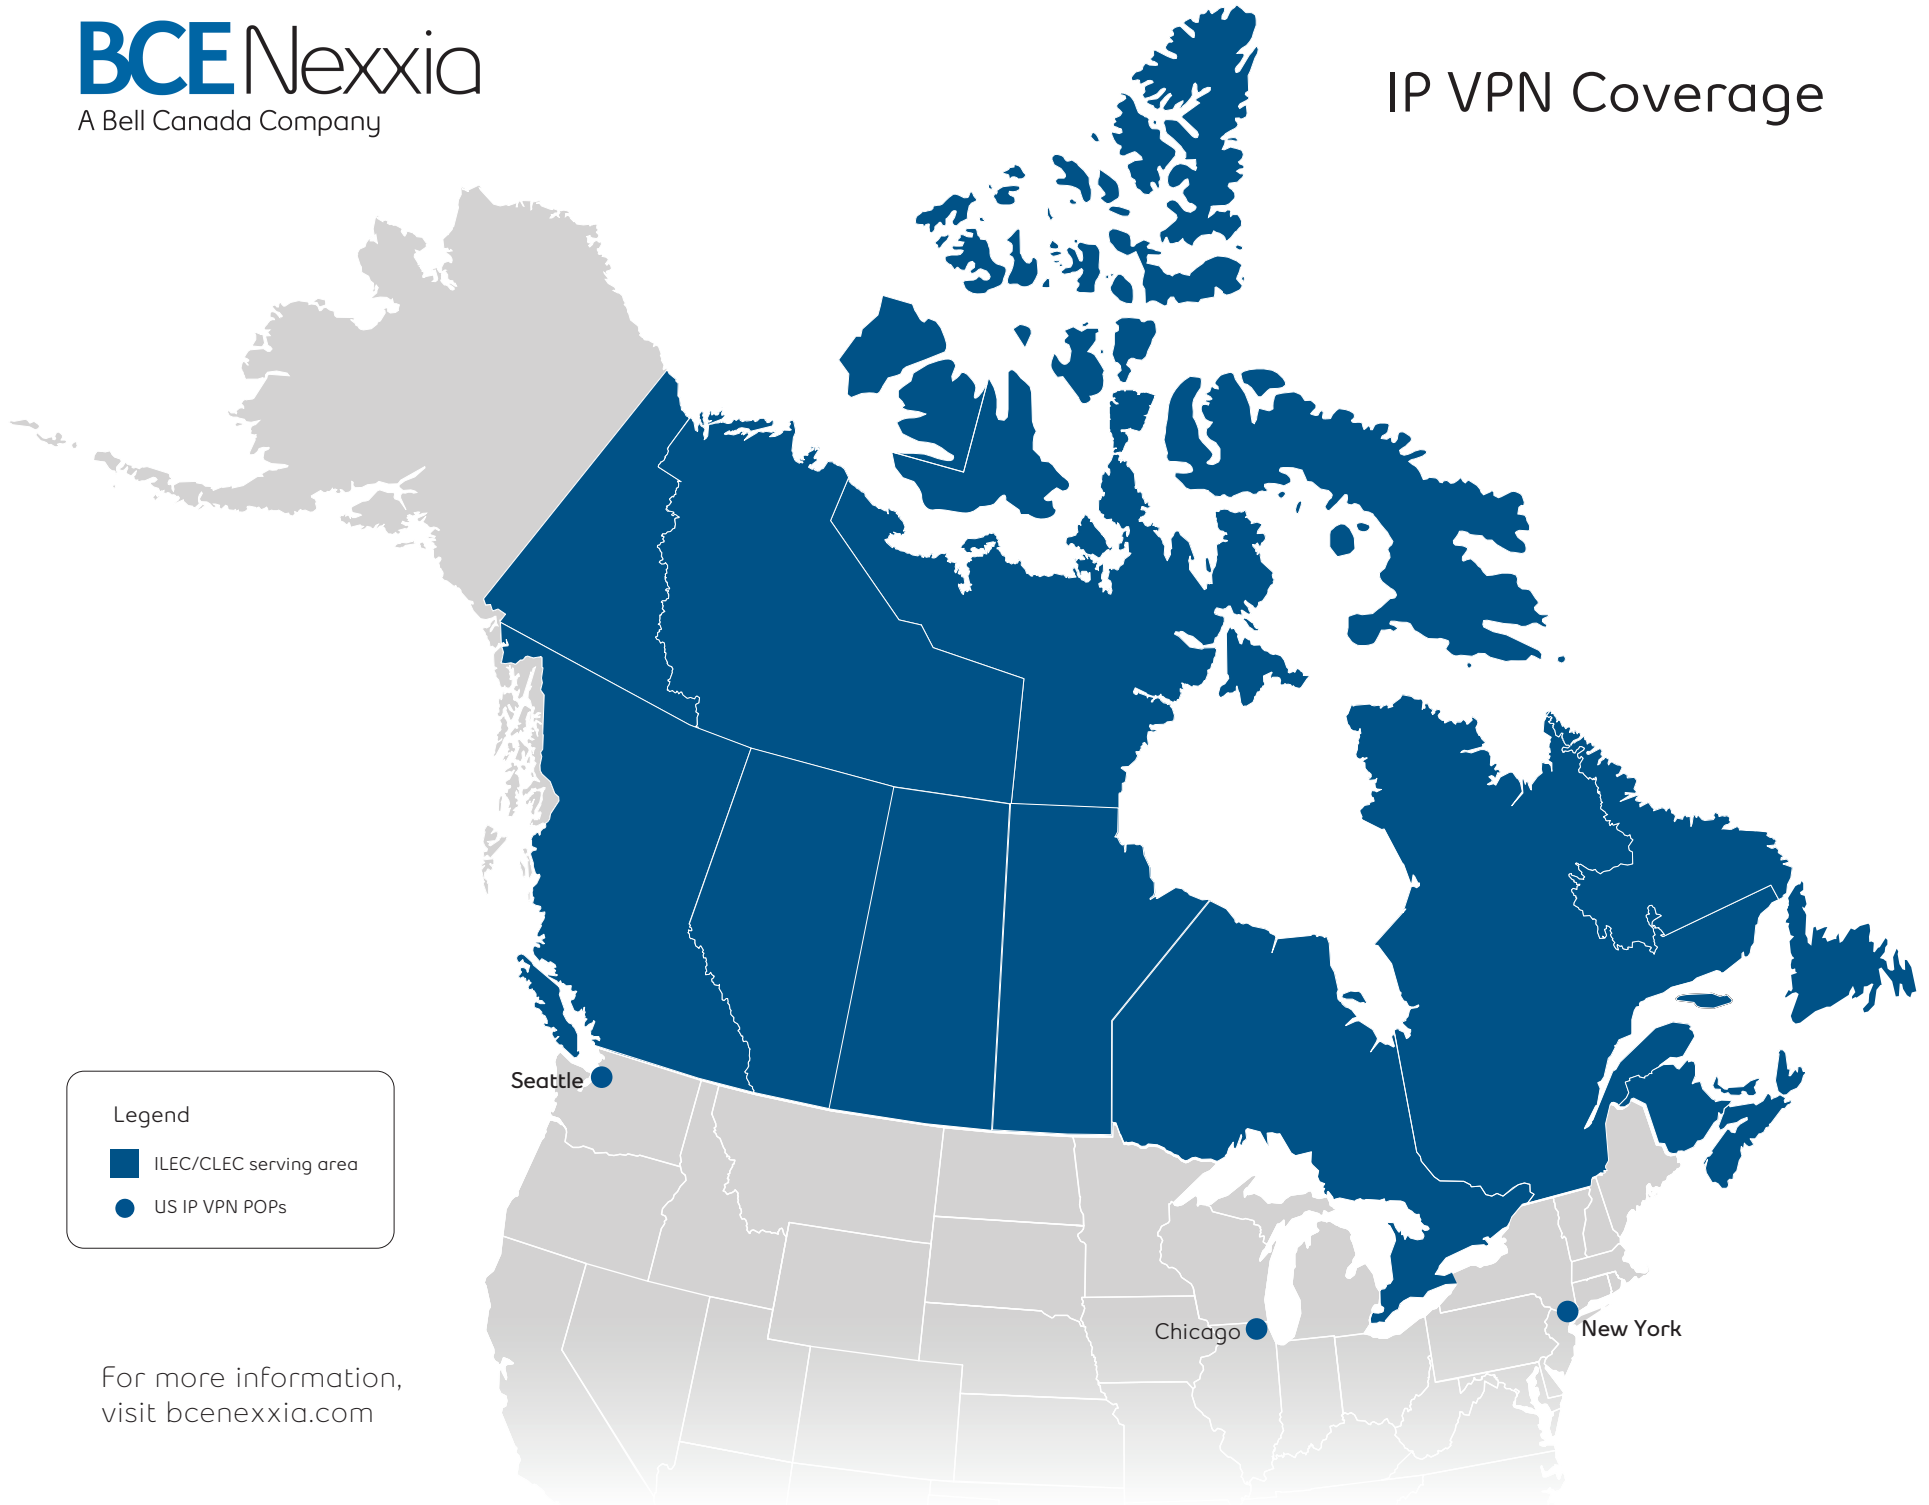 BCE Nexxia
A Bell Canada Company
IP VPN Coverage
Seattle
Legend
ILEC/CLEC serving area
US IP VPN POPs
Chicago
New York
For more information,
visit bcenexxia.com